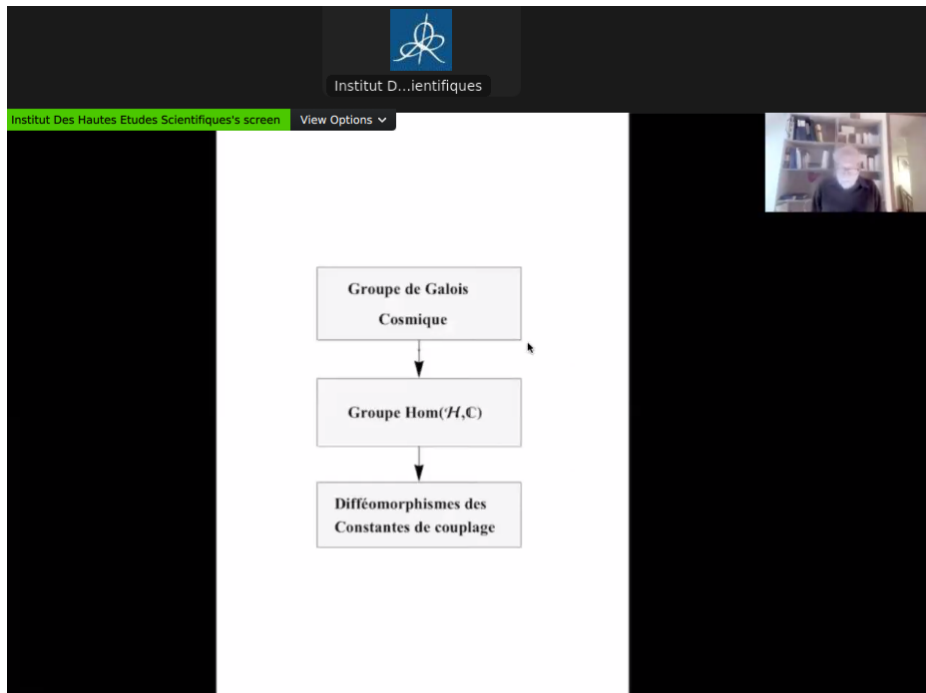 Institut D...ientifiques
Institut Des Hautes Etudes Scientifiques's screen
View Options
Groupe de Galois
Cosmique
Groupe Hom(ℋ,ℂ)
Difféomorphismes des
Constantes de couplage